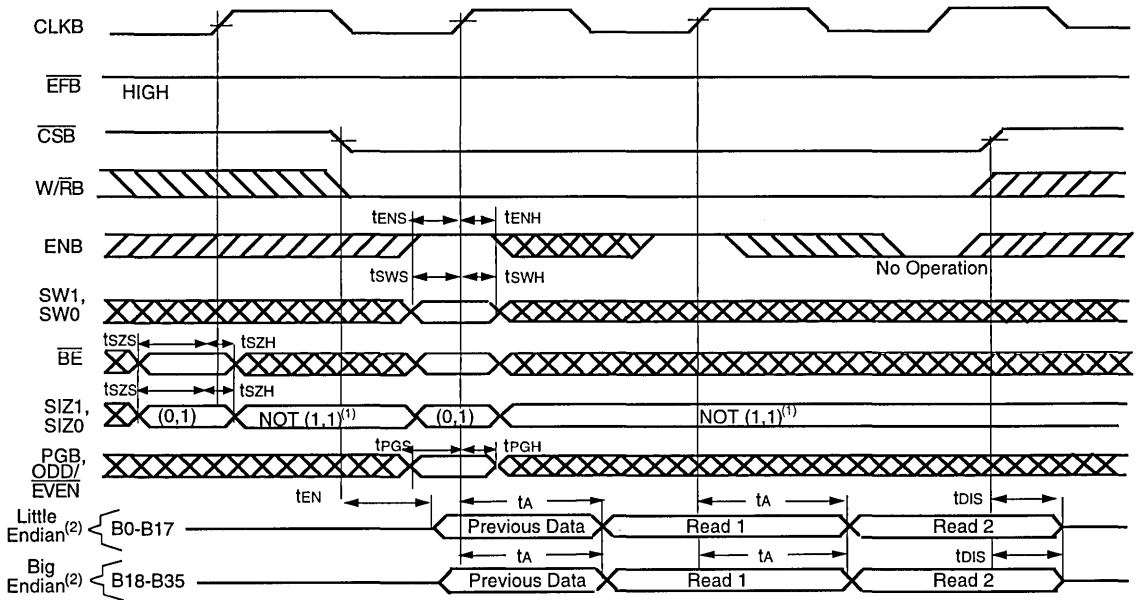 CLKB
EFB
HIGH
CSB
W/RB
tENS tENH
ENB
No Operation
tSWS tSWH
SW1,
SW0
tSZS tSZH
BE
tSZS tSZH
SIZ1,
SIZ0
(0,1) NOT (1,1)(1) (0,1) NOT (1,1)(1)
tPGS tPGH
PGB,
ODD/
EVEN
tEN tA tA tDIS
Little
Endian(2) B0-B17 Previous Data Read 1 Read 2
tA tA tDIS
Big
Endian(2) B18-B35 Previous Data Read 1 Read 2